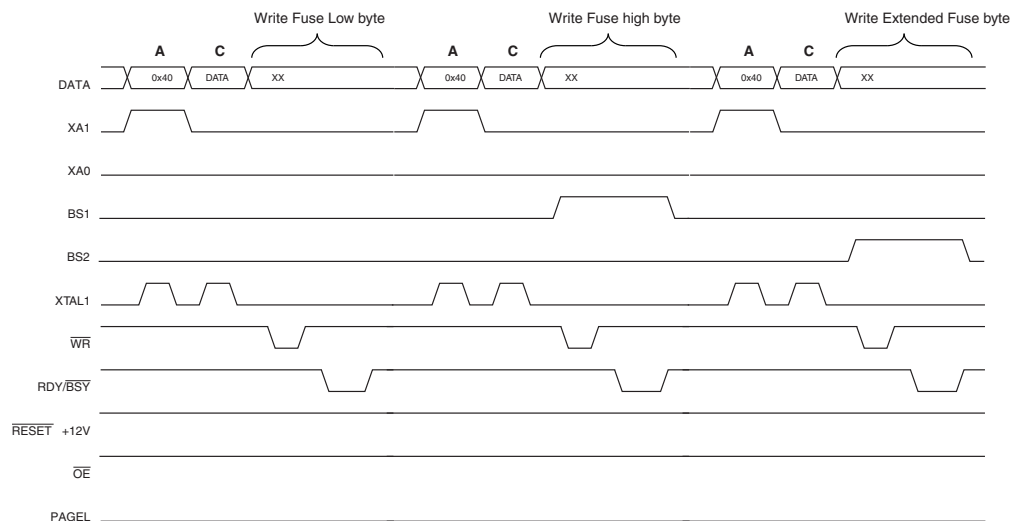 Write Fuse Low byte Write Fuse high byte Write Extended Fuse byte
A C A C A C
DATA 0x40 DATA XX 0x40 DATA XX 0x40 DATA XX
XA1
XA0
BS1
BS2
XTAL1
WR
RDY/BSY
RESET +12V
OE
PAGEL